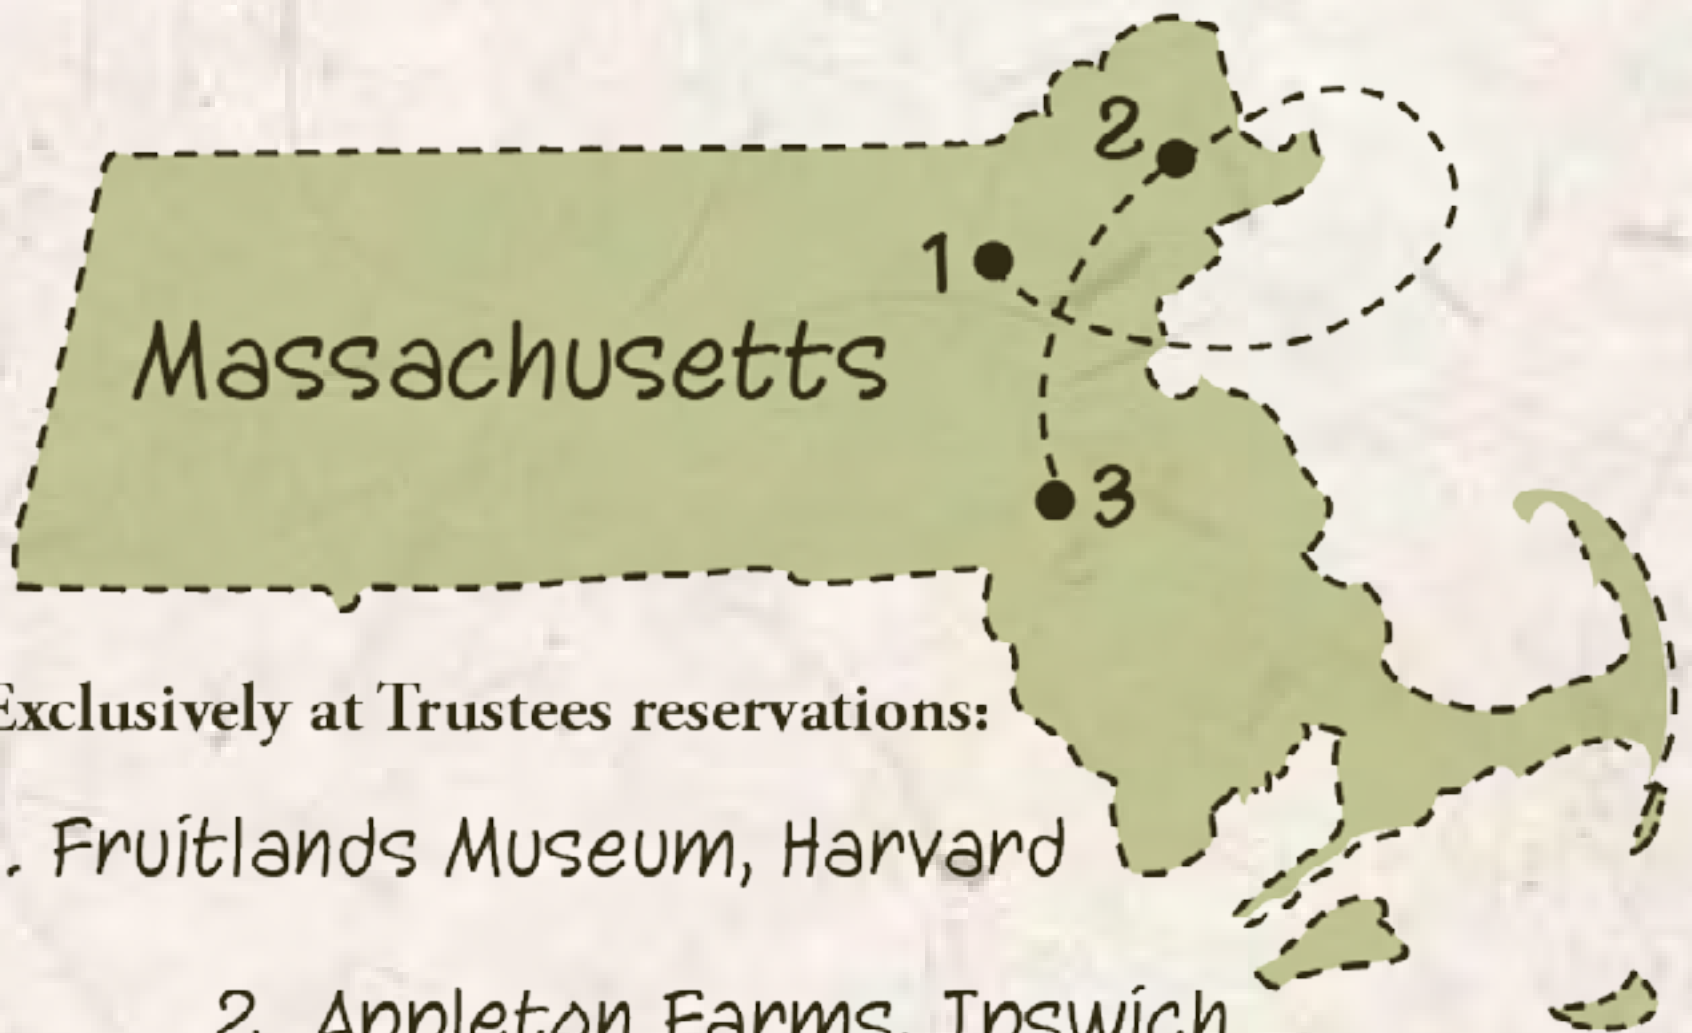 2
1
Massachusetts
3
Exclusively at Trustees reservations:
. Fruitlands Museum, Harvard
2. Appleton Farms, Ipswich